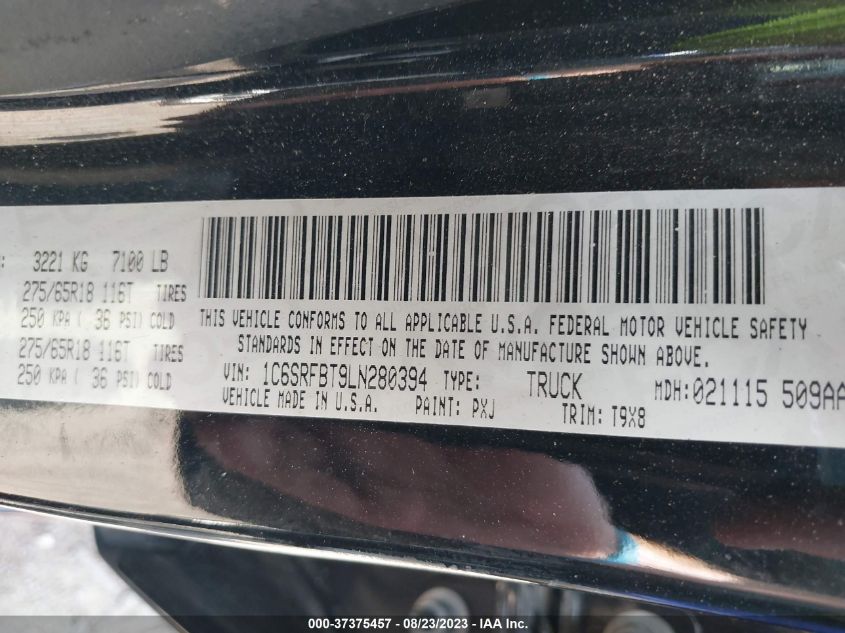 3221 KG 7100 LB
275/65R18 116T TIRES
250 KPA ( 36 PSI) COLD
275/65R18 116T TIRES
250 KPA ( 36 PSI) COLD
THIS VEHICLE CONFORMS TO ALL APPLICABLE U.S.A. FEDERAL MOTOR VEHICLE SAFETY
STANDARDS IN EFFECT ON THE DATE OF MANUFACTURE SHOWN ABOVE.
VIN: 1C6SRFBT9LN280394 TYPE: TRUCK MDH:021115 509AA
VEHICLE MADE IN U.S.A. PAINT: PXJ TRIM: T9X8
000-37375457 - 08/23/2023 - Copyright IAA, Inc.